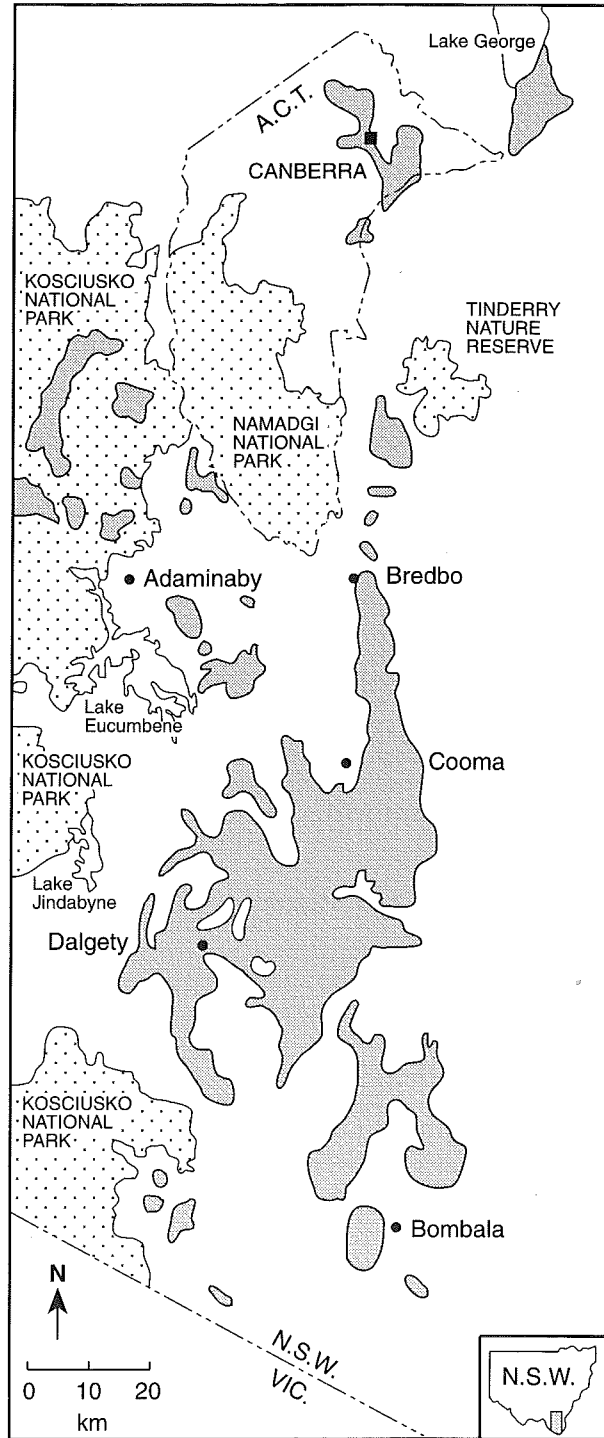 Lake George
A.C.T.
CANBERRA
KOSCIUSKO
NATIONAL
PARK
TINDERRY
NATURE
RESERVE
NAMADGI
NATIONAL
PARK
Adaminaby
Bredbo
Lake
Eucumbene
KOSCIUSKO
NATIONAL
PARK
Cooma
Lake
Jindabyne
Dalgety
KOSCIUSKO
NATIONAL
PARK
Bombala
N
N.S.W.
VIC.
0 10 20
km
N.S.W.